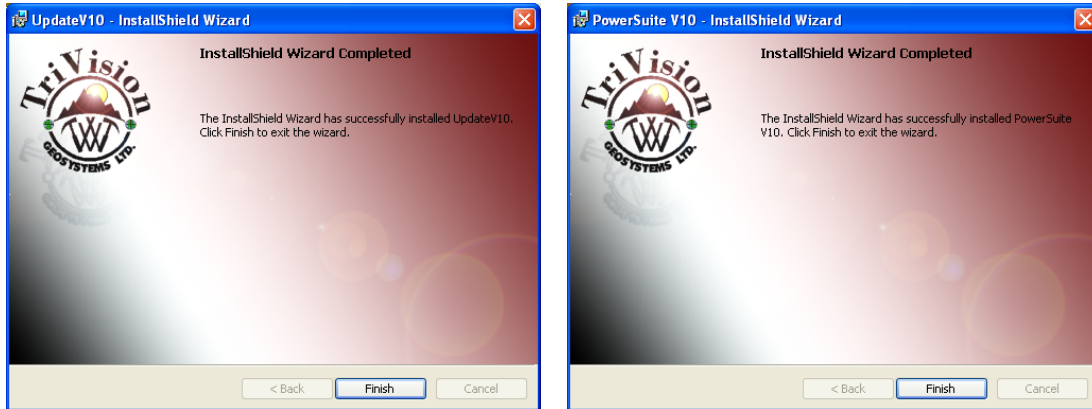 UpdateV10 - InstallShield Wizard
InstallShield Wizard Completed
TriVision
GEOSYSTEMS LTD.
The InstallShield Wizard has successfully installed UpdateV10.
Click Finish to exit the wizard.
< Back
Finish
Cancel
PowerSuite V10 - InstallShield Wizard
InstallShield Wizard Completed
TriVision
GEOSYSTEMS LTD.
The InstallShield Wizard has successfully installed PowerSuite
V10. Click Finish to exit the wizard.
< Back
Finish
Cancel